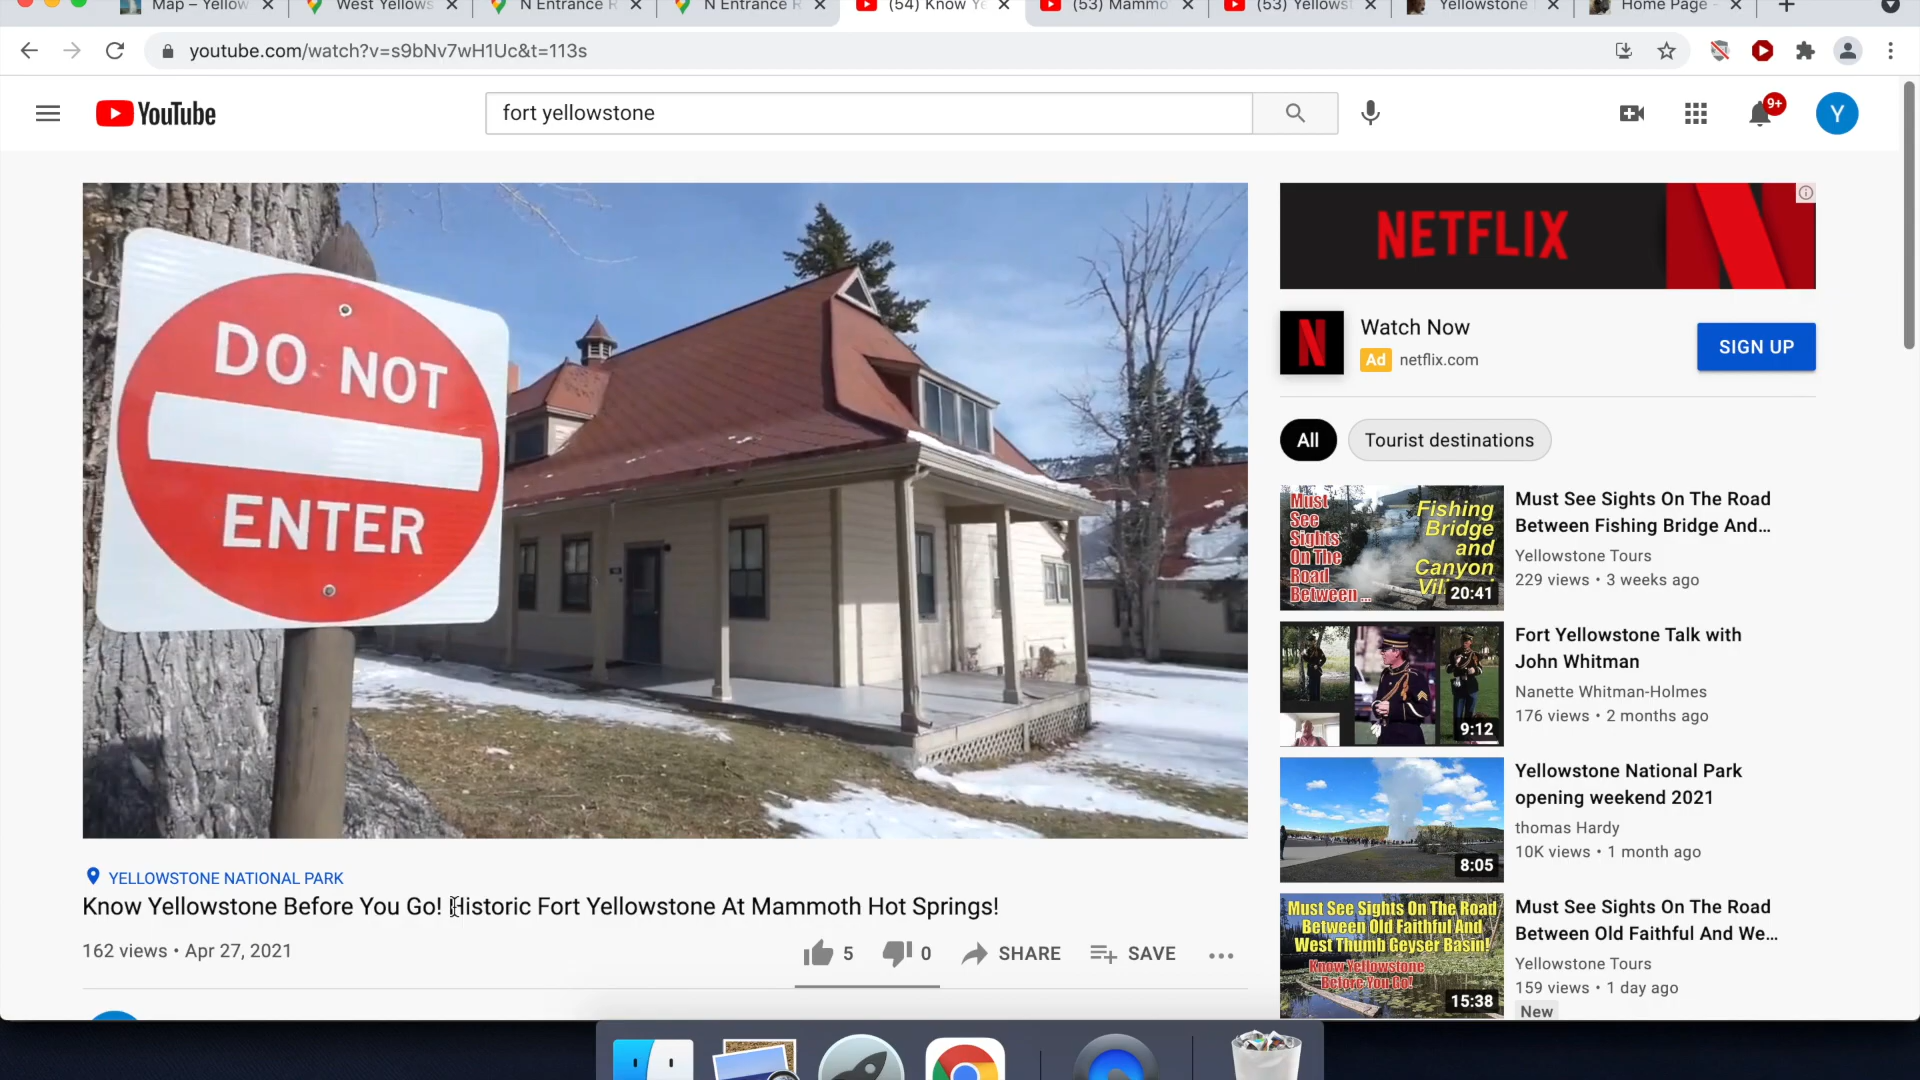 Map – Yellow
West Yellows
N Entrance R
N Entrance R
(54) Know Ye
(53) Mammo
(53) Yellowst
Yellowstone
Home Page -
youtube.com/watch?v=s9bNv7wH1Uc&t=113s
YouTube
fort yellowstone
9+
Y
DO NOT
ENTER
NETFLIX
N
Watch Now
Ad netflix.com
SIGN UP
All
Tourist destinations
Must
See
Sights
On The
Road
Between...
Fishing
Bridge
and
Canyon
20:41
Must See Sights On The Road
Between Fishing Bridge And...
Yellowstone Tours
229 views • 3 weeks ago
9:12
Fort Yellowstone Talk with
John Whitman
Nanette Whitman-Holmes
176 views • 2 months ago
8:05
Yellowstone National Park
opening weekend 2021
thomas Hardy
10K views • 1 month ago
Must See Sights On The Road
Between Old Faithful And
West Thumb Geyser Basin!
Know Yellowstone
Before You Go!
15:38
Must See Sights On The Road
Between Old Faithful And We...
Yellowstone Tours
159 views • 1 day ago
New
YELLOWSTONE NATIONAL PARK
Know Yellowstone Before You Go! Historic Fort Yellowstone At Mammoth Hot Springs!
162 views • Apr 27, 2021
5
0
SHARE
SAVE